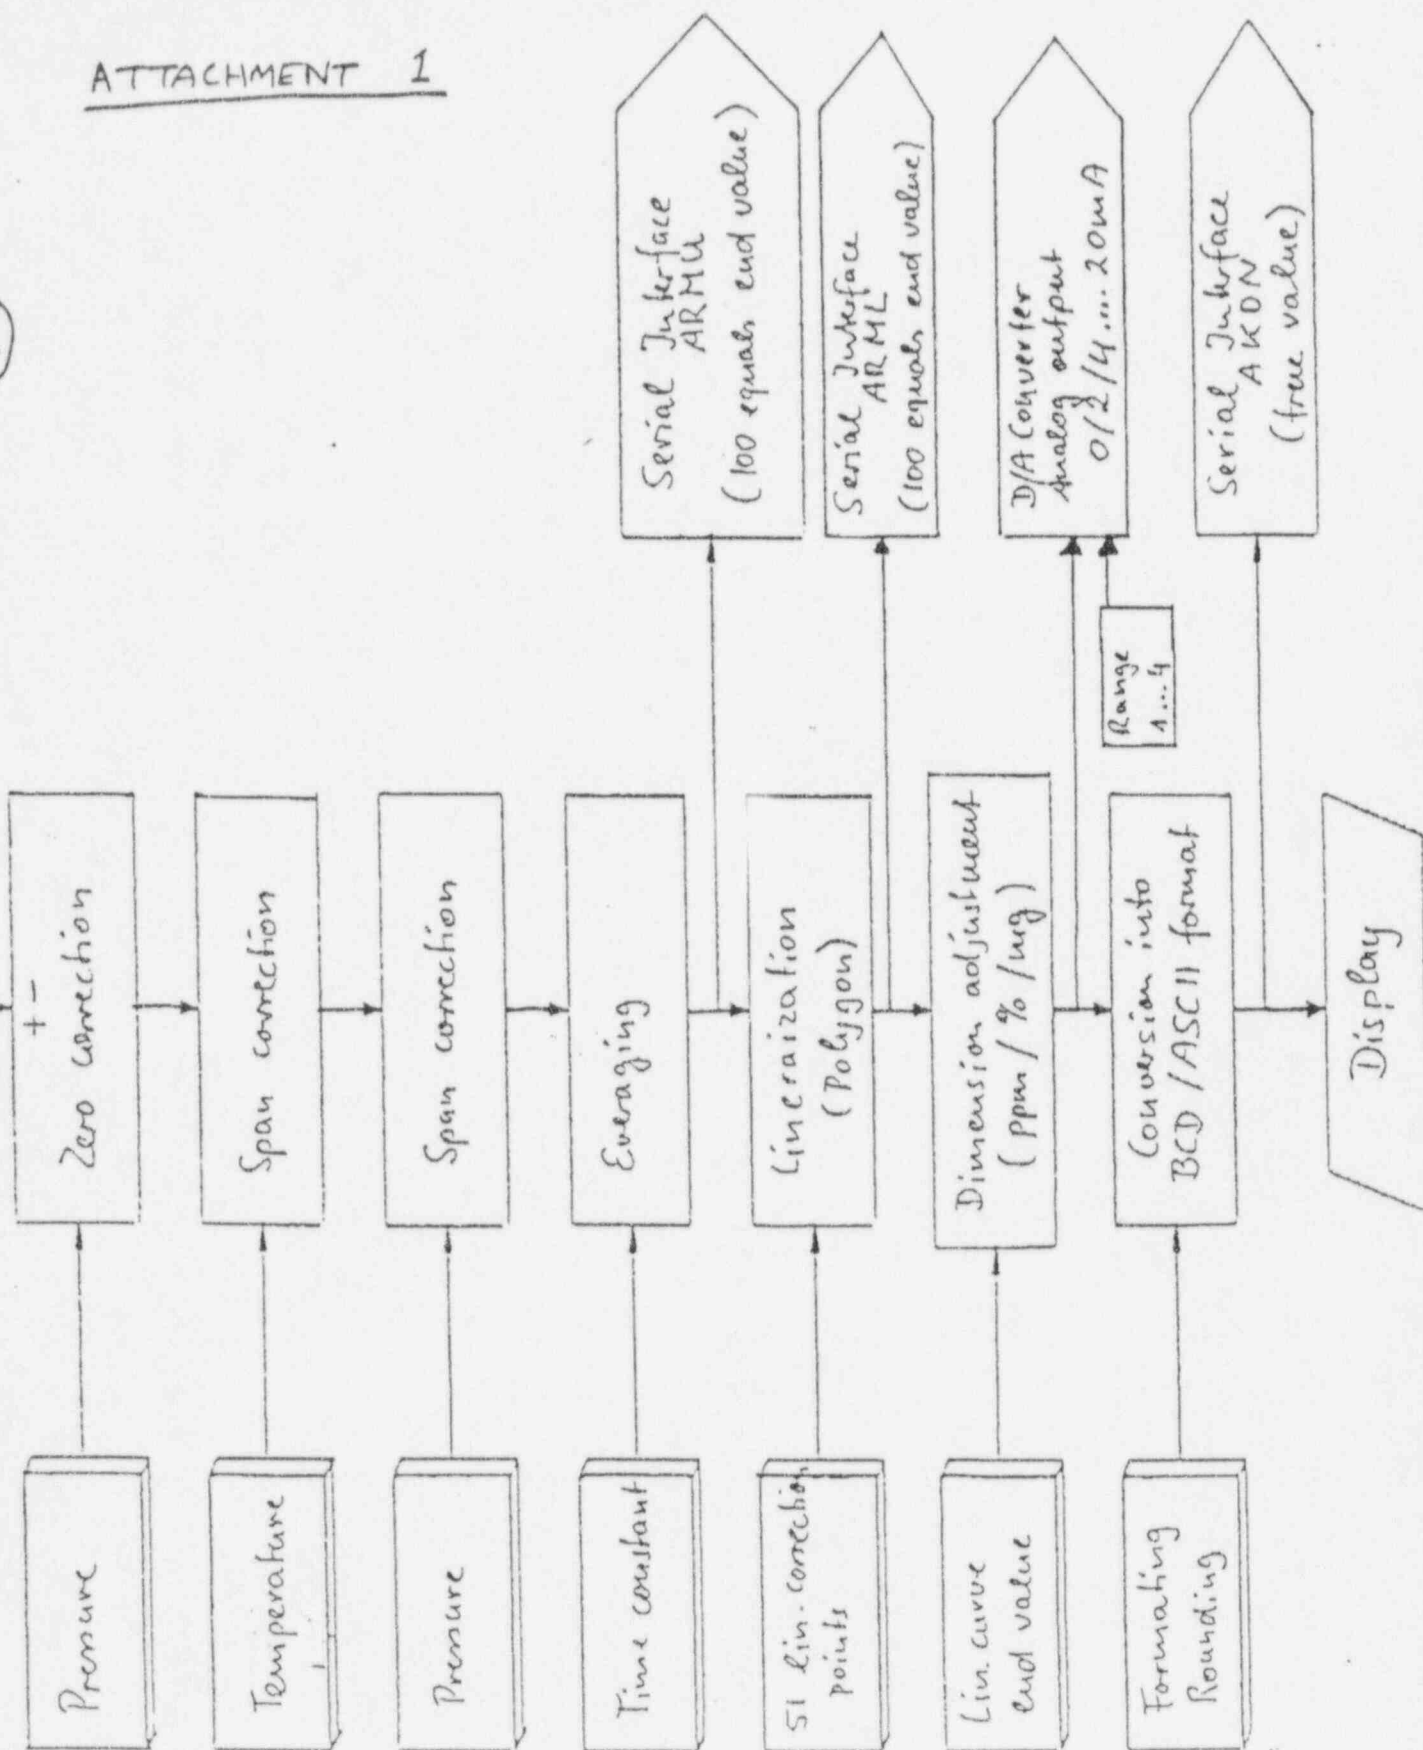 ATTACHMENT 1
Serial Interface
ARMU
(100 equals end value)
Serial Interface
ARML
(100 equals end value)
D/A Converter
Analog output
0/2/4....20mA
Serial Interface
AKDN
(true value)
Range
1...4
+ -
Zero correction
Span correction
Span correction
Everaging
Lineraization
(Polygon)
Dimension adjustment
(ppm / % / mg)
Conversion into
BCD / ASCII format
Display
Pressure
Temperature
Pressure
Time constant
51 lin. correction
points
Lin. curve
end value
Formating
Rounding